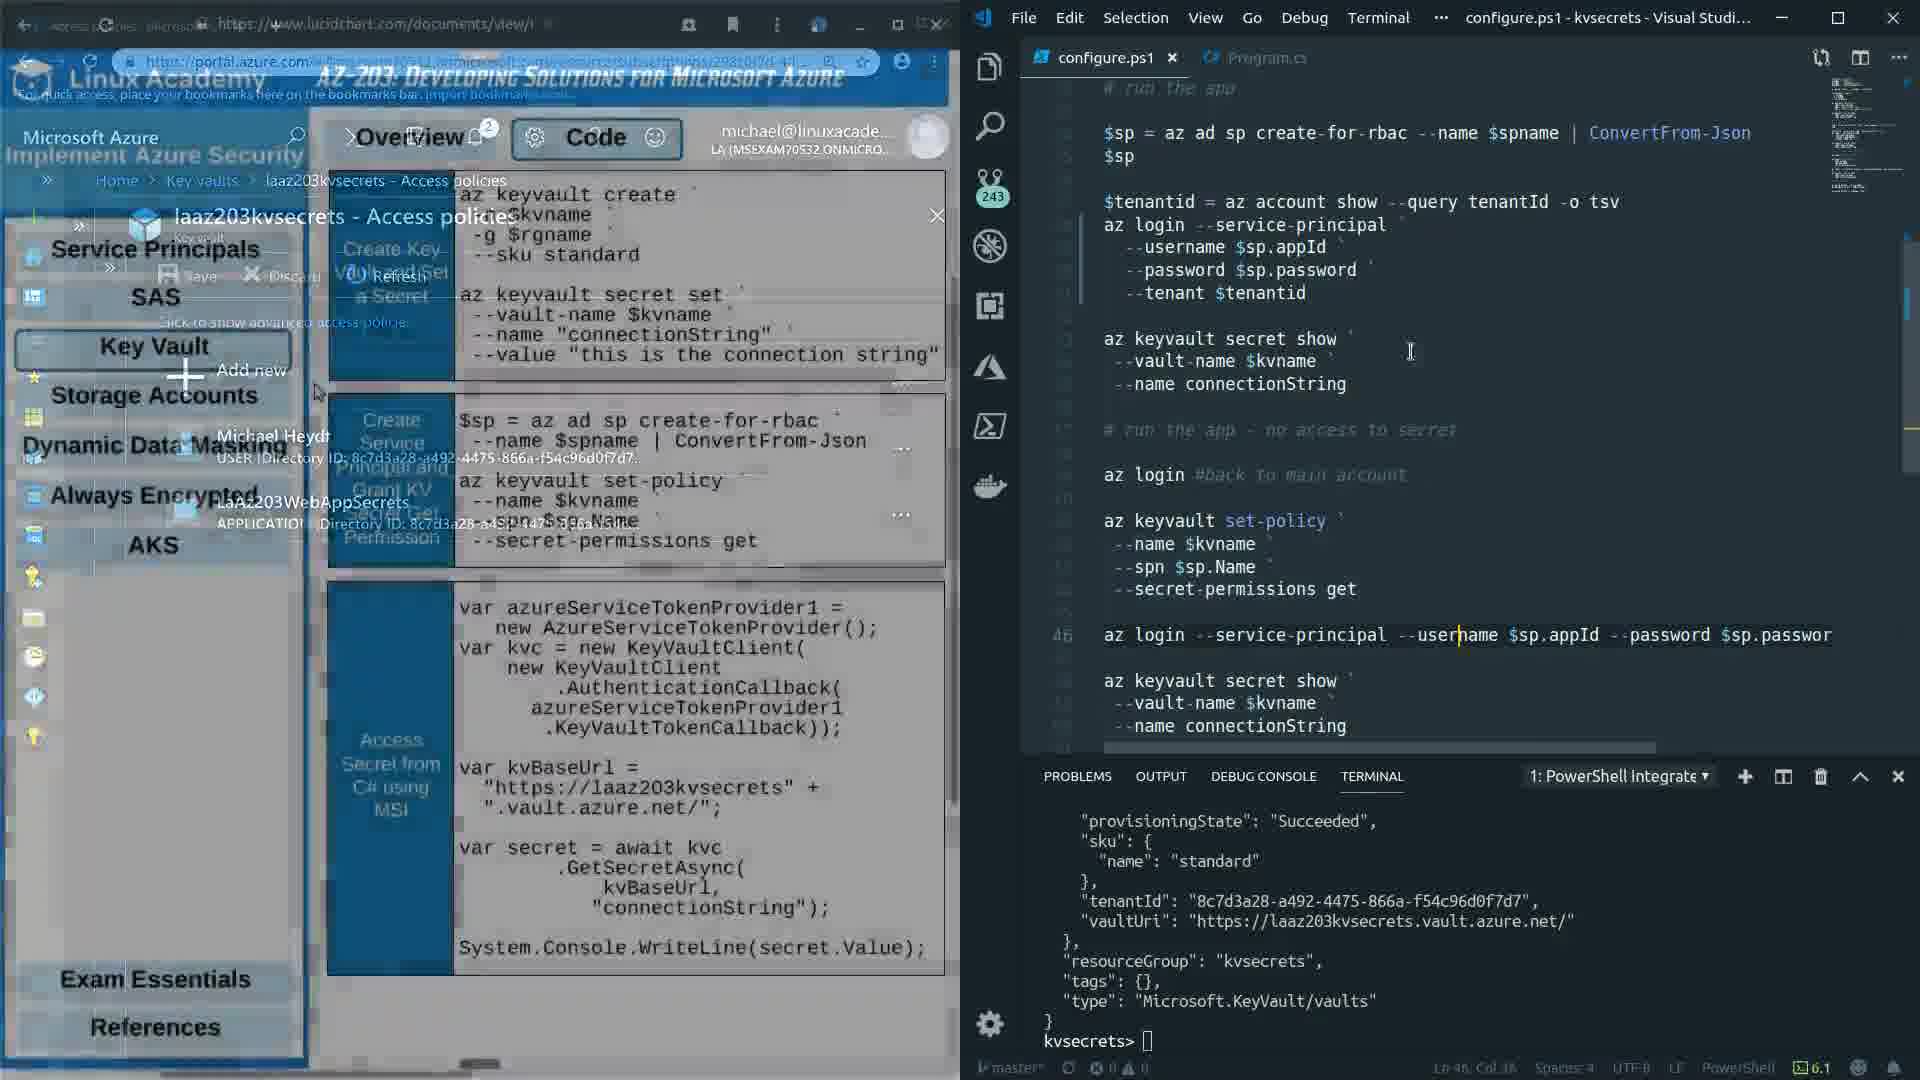 https://www.lucidchart.com/documents/view/
Linux Academy
AZ-203: Developing Solutions for Microsoft Azure
For quick access, place your bookmarks here on the bookmarks bar. Import bookmarks now...
Microsoft Azure
Implement Azure Security
Overview
2
Code
michael@linuxacade...
LA (MSEXAM70532.ONMICRO...
Home > Key vaults > laaz203kvsecrets - Access policies
laaz203kvsecrets - Access policies
Key vault
Save
Discard
Refresh
Click to show advanced access policies
Add new
Michael Heydt
USER (Directory ID: 8c7d3a28-a492-4475-866a-f54c96d0f7d7...
LaAz203WebAppSecrets
APPLICATION
Service Principals
SAS
Key Vault
Storage Accounts
Dynamic Data Masking
Always Encrypted
AKS
Exam Essentials
References
Create Key
Vault and Set
a Secret
az keyvault create `
$kvname `
-g $rgname `
--sku standard
az keyvault secret set `
--vault-name $kvname `
--name "connectionString" `
--value "this is the connection string"
Create
Service
Principal and
Grant KV
Secret Get
Permission
$sp = az ad sp create-for-rbac `
--name $spname | ConvertFrom-Json
az keyvault set-policy `
--name $kvname `
--spn $sp.Name `
--secret-permissions get
Access
Secret from
C# using
MSI
var azureServiceTokenProvider1 =
new AzureServiceTokenProvider();
var kvc = new KeyVaultClient(
new KeyVaultClient
.AuthenticationCallback(
azureServiceTokenProvider1
.KeyVaultTokenCallback));
var kvBaseUrl =
"https://laaz203kvsecrets" +
".vault.azure.net/";
var secret = await kvc
.GetSecretAsync(
kvBaseUrl,
"connectionString");
System.Console.WriteLine(secret.Value);
File Edit Selection View Go Debug Terminal ··· configure.ps1 - kvsecrets - Visual Studi...
configure.ps1
Program.cs
243
# run the app
$sp = az ad sp create-for-rbac --name $spname | ConvertFrom-Json
$sp
$tenantid = az account show --query tenantId -o tsv
az login --service-principal `
--username $sp.appId `
--password $sp.password `
--tenant $tenantid
az keyvault secret show `
--vault-name $kvname `
--name connectionString
# run the app - no access to secret
az login #back to main account
az keyvault set-policy `
--name $kvname `
--spn $sp.Name `
--secret-permissions get
46 az login --service-principal --username $sp.appId --password $sp.passwor
az keyvault secret show `
--vault-name $kvname `
--name connectionString
PROBLEMS OUTPUT DEBUG CONSOLE TERMINAL 1: PowerShell Integrate
"provisioningState": "Succeeded",
"sku": {
"name": "standard"
},
"tenantId": "8c7d3a28-a492-4475-866a-f54c96d0f7d7",
"vaultUri": "https://laaz203kvsecrets.vault.azure.net/"
},
"resourceGroup": "kvsecrets",
"tags": {},
"type": "Microsoft.KeyVault/vaults"
}
kvsecrets>
master* 0 0 Ln 46, Col 36 Spaces: 4 UTF-8 LF PowerShell 6.1